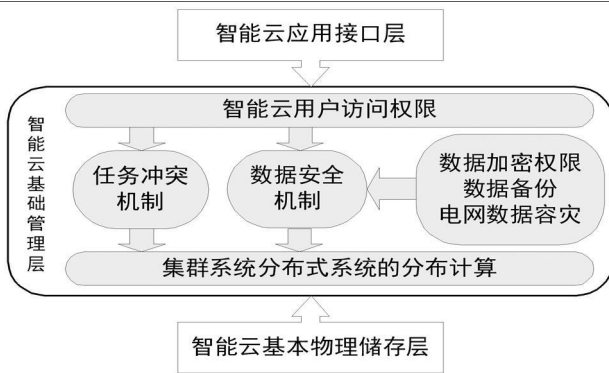 智能云应用接口层
智能云基础管理层
智能云用户访问权限
任务冲突
机制
数据安全
机制
数据加密权限
数据备份
电网数据容灾
集群系统分布式系统的分布计算
智能云基本物理储存层